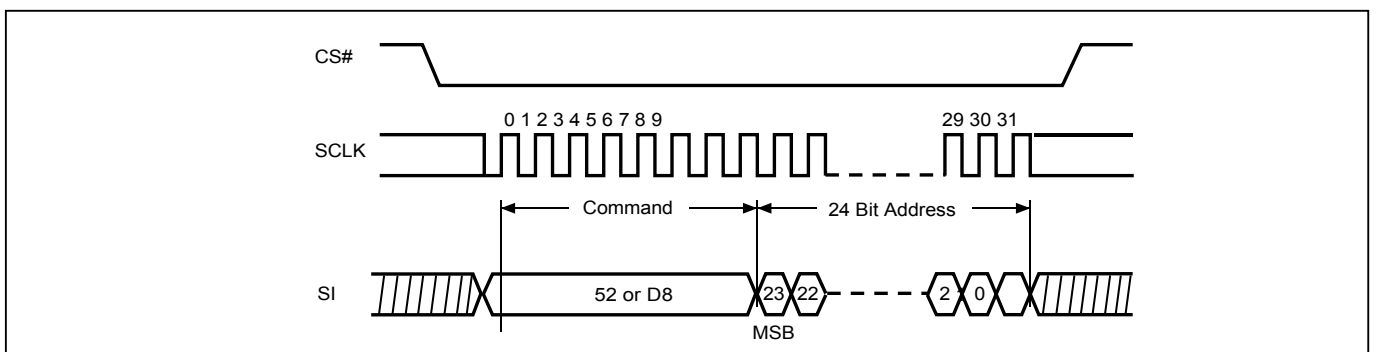 CS#
0 1 2 3 4 5 6 7 8 9
29 30 31
SCLK
Command
24 Bit Address
SI
52 or D8
23
22
2
0
MSB